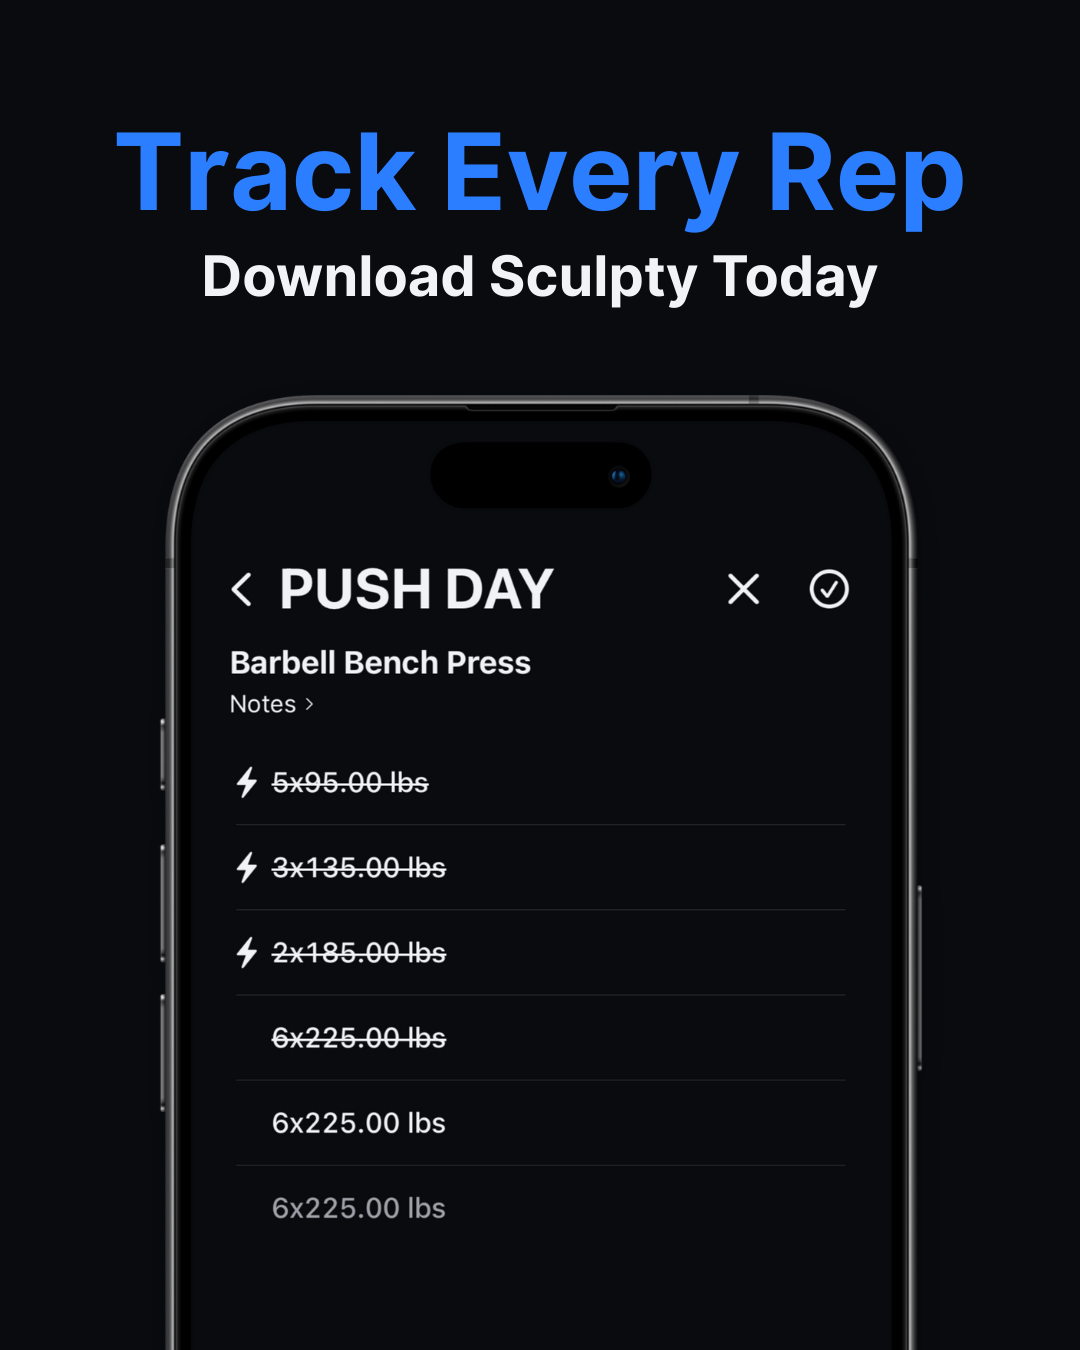 Track Every Rep
Download Sculpty Today
PUSH DAY
Barbell Bench Press
Notes >
5x95.00 lbs
3x135.00 lbs
2x185.00 lbs
6x225.00 lbs
6x225.00 lbs
6x225.00 lbs